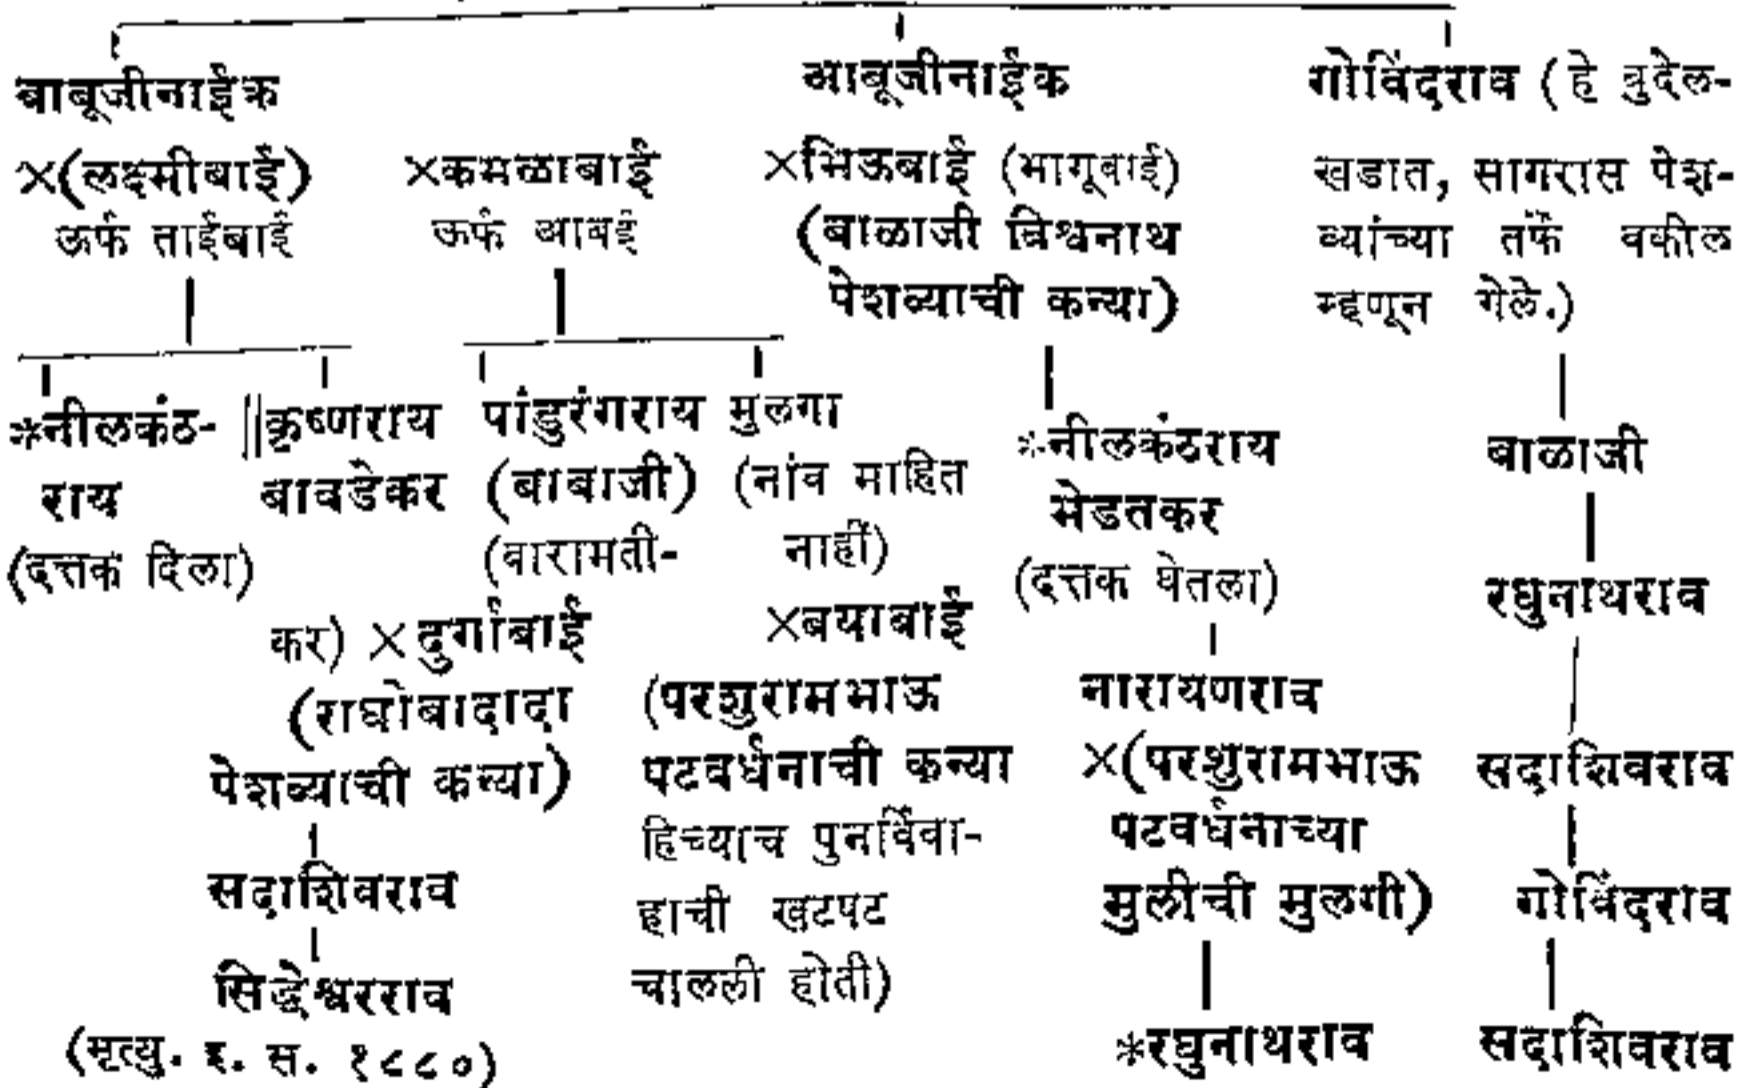 बाबूजीनाईक आबूजीनाईक गोविंदराव (हे बुदेल-
×(लक्ष्मीबाई) ×कमळाबाई ×भिऊबाई (भागूबाई) खडात, सागरास पेश-
ऊर्फ ताईबाई ऊर्फ आबई (बाळाजी विश्वनाथ व्यांच्या तर्फे वकील
पेशव्याची कन्या) म्हणून गेले.)
*नीलकंठ- ||कृष्णराय पांडुरंगराय मुलगा *नीलकंठराय बाळाजी
राय बावडेकर (बाबाजी) (नांव माहित मेडतकर
(दत्तक दिला) (बारामती- नाहीं) (दत्तक घेतला) रघुनाथराव
कर) ×दुर्गाबाई ×बयाबाई
(राघोबादादा (परशुरामभाऊ नारायणराव
पेशव्याची कन्या) पटवर्धनाची कन्या ×(परशुरामभाऊ सदाशिवराव
हिच्याच पुनर्विवा- पटवर्धनाच्या
सदाशिवराव हाची खटपट मुलीची मुलगी) गोविंदराव
सिद्धेश्वरराव चालली होती)
(मृत्यु. इ. स. १८८०) *रघुनाथराव सदाशिवराव